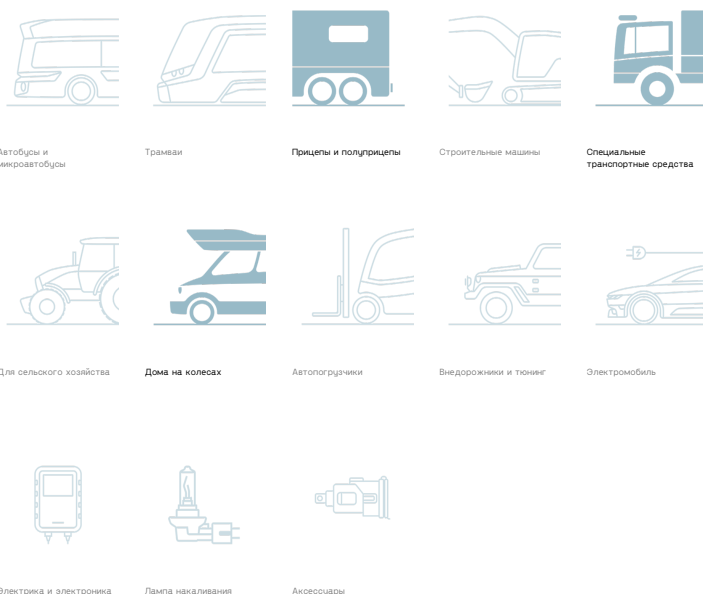 Автобусы и
микроавтобусы
Трамваи
Прицепы и полуприцепы
Строительные машины
Специальные
транспортные средства
Для сельского хозяйства
Дома на колесах
Автопогрузчики
Внедорожники и тюнинг
Электромобиль
Электрика и электроника
Лампа накаливания
Аксессуары